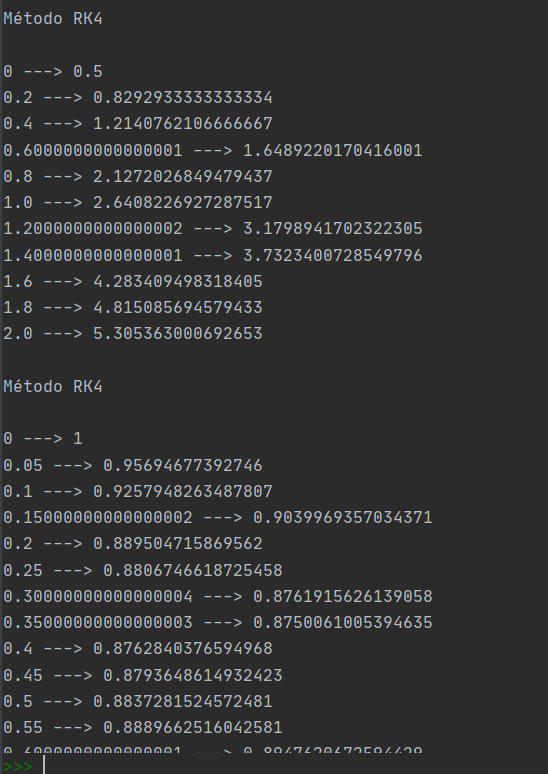 Método RK4
0 ---> 0.5
0.2 ---> 0.8292933333333334
0.4 ---> 1.2140762106666667
0.6000000000000001 ---> 1.6489220170416001
0.8 ---> 2.1272026849479437
1.0 ---> 2.6408226927287517
1.2000000000000002 ---> 3.1798941702322305
1.4000000000000001 ---> 3.7323400728549796
1.6 ---> 4.283409498318405
1.8 ---> 4.815085694579433
2.0 ---> 5.305363000692653
Método RK4
0 ---> 1
0.05 ---> 0.95694677392746
0.1 ---> 0.9257948263487807
0.15000000000000002 ---> 0.9039969357034371
0.2 ---> 0.889504715869562
0.25 ---> 0.8806746618725458
0.30000000000000004 ---> 0.8761915626139058
0.35000000000000003 ---> 0.8750061005394635
0.4 ---> 0.8762840376594968
0.45 ---> 0.8793648614932423
0.5 ---> 0.8837281524572481
0.55 ---> 0.8889662516042581
0.6000000000000001 --->
>>>